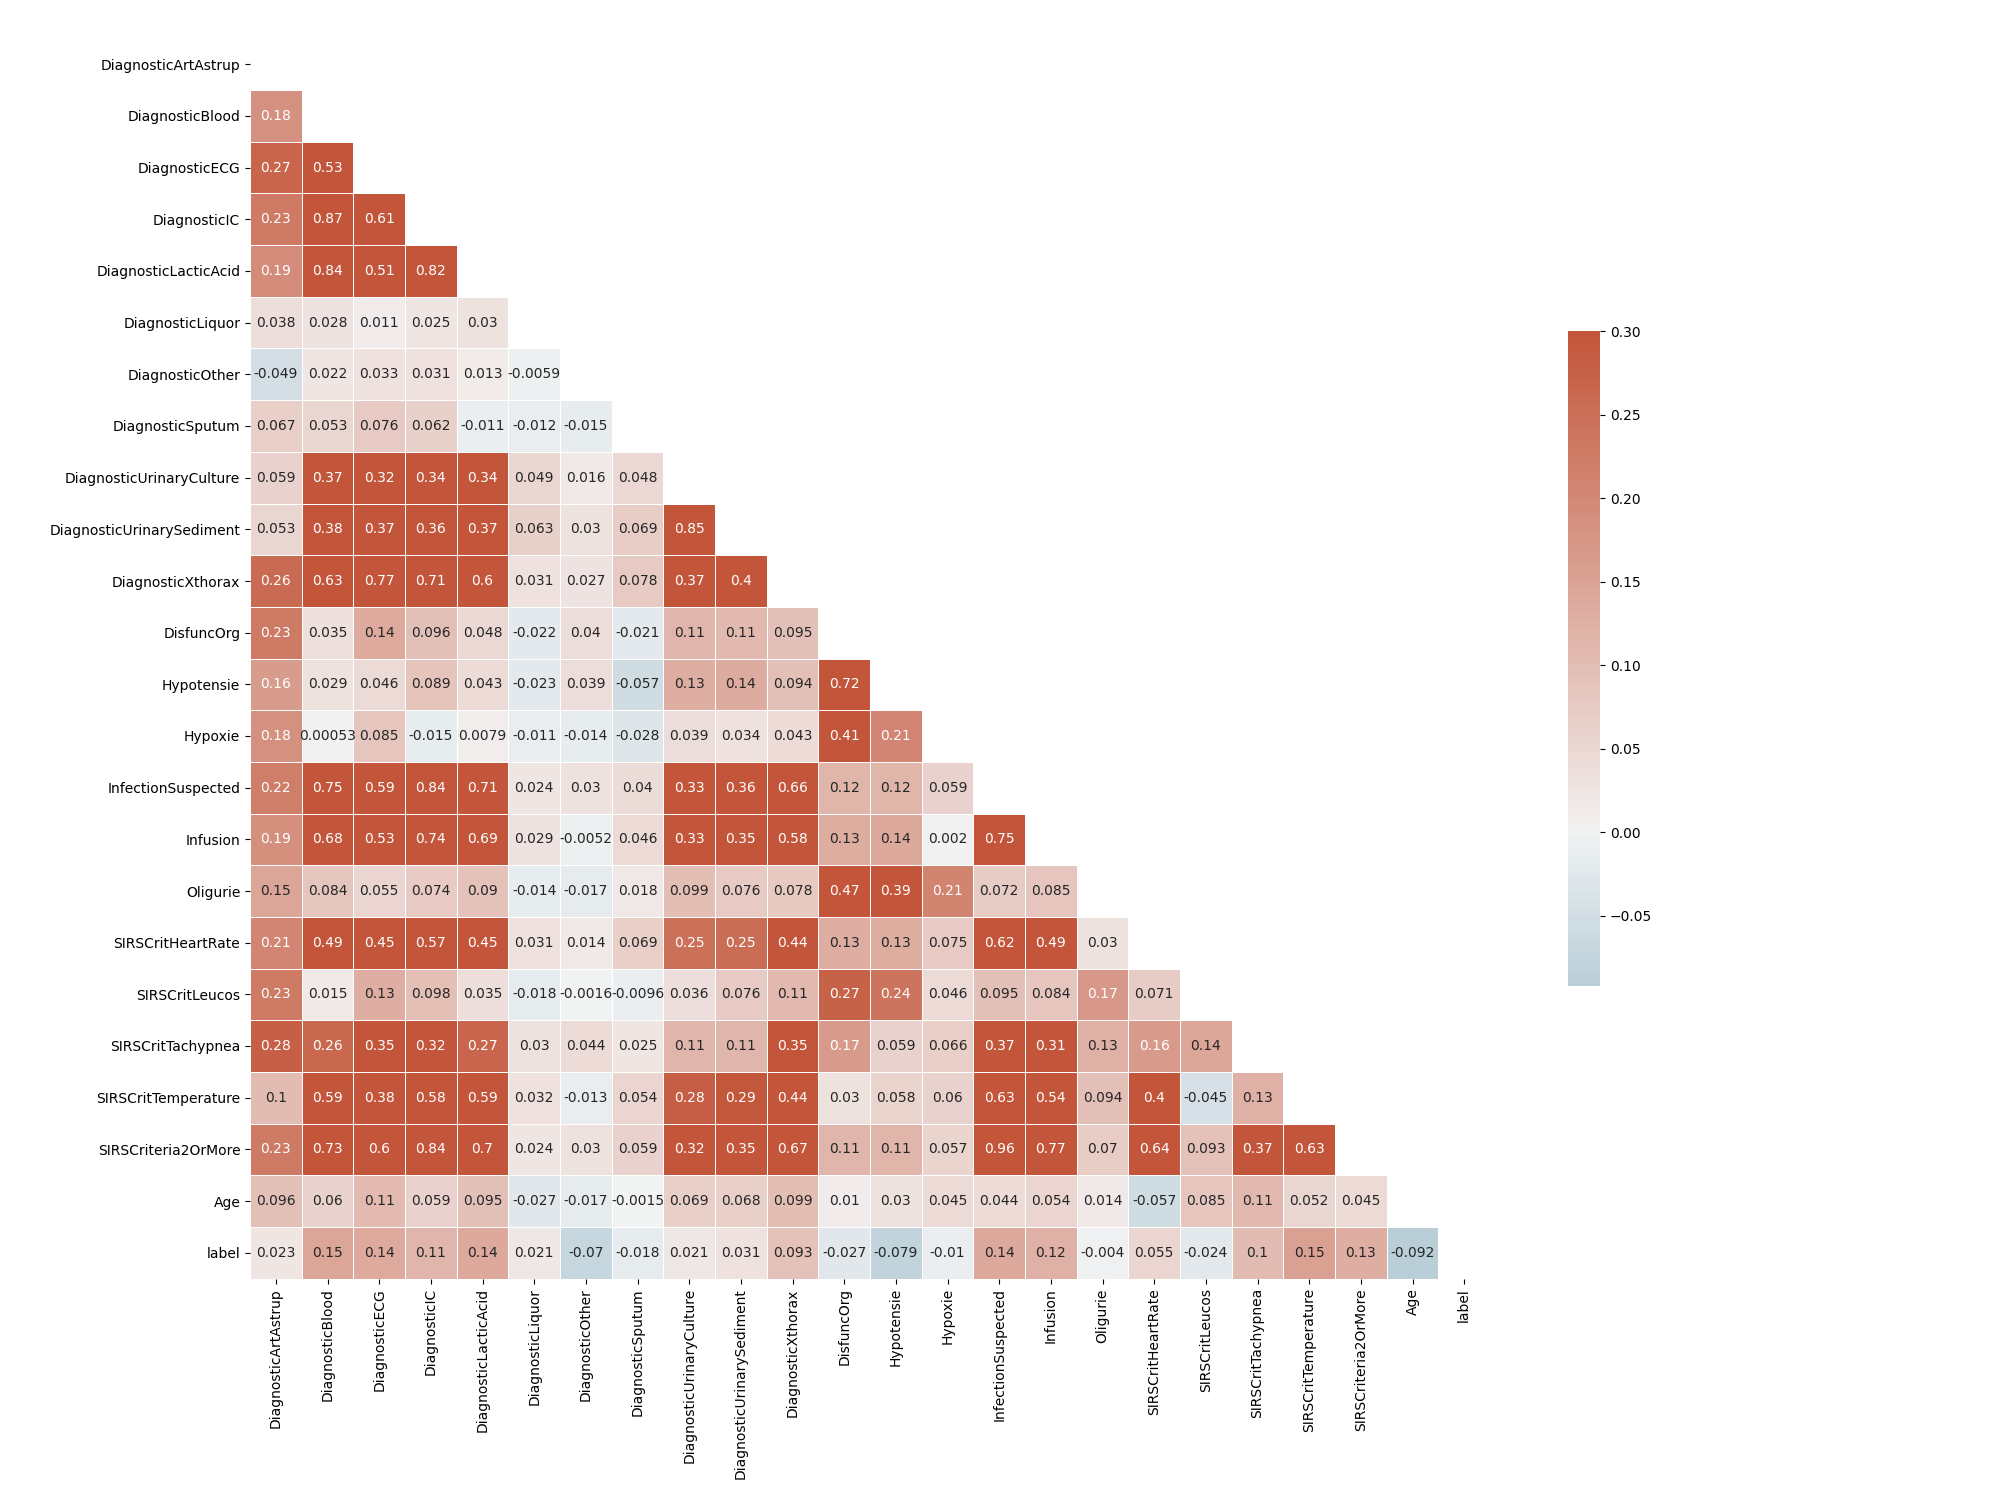 DiagnosticArtAstrup
DiagnosticBlood 0.18
DiagnosticECG 0.27 0.53
DiagnosticIC 0.23 0.87 0.61
DiagnosticLacticAcid 0.19 0.84 0.51 0.82
DiagnosticLiquor 0.038 0.028 0.011 0.025 0.03
DiagnosticOther -0.049 0.022 0.033 0.031 0.013 -0.0059
DiagnosticSputum 0.067 0.053 0.076 0.062 -0.011 -0.012 -0.015
DiagnosticUrinaryCulture 0.059 0.37 0.32 0.34 0.34 0.049 0.016 0.048
DiagnosticUrinarySediment 0.053 0.38 0.37 0.36 0.37 0.063 0.03 0.069 0.85
DiagnosticXthorax 0.26 0.63 0.77 0.71 0.6 0.031 0.027 0.078 0.37 0.4
DisfuncOrg 0.23 0.035 0.14 0.096 0.048 -0.022 0.04 -0.021 0.11 0.11 0.095
Hypotensie 0.16 0.029 0.046 0.089 0.043 -0.023 0.039 -0.057 0.13 0.14 0.094 0.72
Hypoxie 0.18 0.00053 0.085 -0.015 0.0079 -0.011 -0.014 -0.028 0.039 0.034 0.043 0.41 0.21
InfectionSuspected 0.22 0.75 0.59 0.84 0.71 0.024 0.03 0.04 0.33 0.36 0.66 0.12 0.12 0.059
Infusion 0.19 0.68 0.53 0.74 0.69 0.029 -0.0052 0.046 0.33 0.35 0.58 0.13 0.14 0.002 0.75
Oligurie 0.15 0.084 0.055 0.074 0.09 -0.014 -0.017 0.018 0.099 0.076 0.078 0.47 0.39 0.21 0.072 0.085
SIRSCritHeartRate 0.21 0.49 0.45 0.57 0.45 0.031 0.014 0.069 0.25 0.25 0.44 0.13 0.13 0.075 0.62 0.49 0.03
SIRSCritLeucos 0.23 0.015 0.13 0.098 0.035 -0.018 -0.0016 -0.0096 0.036 0.076 0.11 0.27 0.24 0.046 0.095 0.084 0.17 0.071
SIRSCritTachypnea 0.28 0.26 0.35 0.32 0.27 0.03 0.044 0.025 0.11 0.11 0.35 0.17 0.059 0.066 0.37 0.31 0.13 0.16 0.14
SIRSCritTemperature 0.1 0.59 0.38 0.58 0.59 0.032 -0.013 0.054 0.28 0.29 0.44 0.03 0.058 0.06 0.63 0.54 0.094 0.4 -0.045 0.13
SIRSCriteria2OrMore 0.23 0.73 0.6 0.84 0.7 0.024 0.03 0.059 0.32 0.35 0.67 0.11 0.11 0.057 0.96 0.77 0.07 0.64 0.093 0.37 0.63
Age 0.096 0.06 0.11 0.059 0.095 -0.027 -0.017 -0.0015 0.069 0.068 0.099 0.01 0.03 0.045 0.044 0.054 0.014 -0.057 0.085 0.11 0.052 0.045
label 0.023 0.15 0.14 0.11 0.14 0.021 -0.07 -0.018 0.021 0.031 0.093 -0.027 -0.079 -0.01 0.14 0.12 -0.004 0.055 -0.024 0.1 0.15 0.13 -0.092
DiagnosticArtAstrup
DiagnosticBlood
DiagnosticECG
DiagnosticIC
DiagnosticLacticAcid
DiagnosticLiquor
DiagnosticOther
DiagnosticSputum
DiagnosticUrinaryCulture
DiagnosticUrinarySediment
DiagnosticXthorax
DisfuncOrg
Hypotensie
Hypoxie
InfectionSuspected
Infusion
Oligurie
SIRSCritHeartRate
SIRSCritLeucos
SIRSCritTachypnea
SIRSCritTemperature
SIRSCriteria2OrMore
Age
label
0.30
0.25
0.20
0.15
0.10
0.05
0.00
−0.05